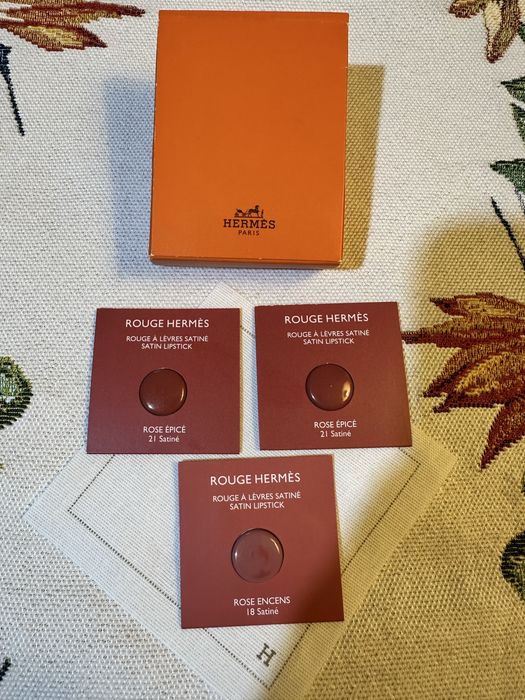 HERMÈS
PARIS
ROUGE HERMÈS
ROUGE À LÈVRES SATINÉ
SATIN LIPSTICK
ROSE ÉPICÉ
21 Satiné
ROUGE HERMÈS
ROUGE À LÈVRES SATINÉ
SATIN LIPSTICK
ROSE ÉPICÉ
21 Satiné
ROUGE HERMÈS
ROUGE À LÈVRES SATINÉ
SATIN LIPSTICK
ROSE ENCENS
18 Satiné
H